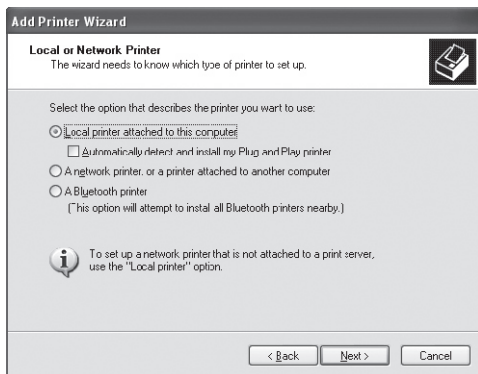 Add Printer Wizard
Local or Network Printer
The wizard needs to know which type of printer to set up.
Select the option that describes the printer you want to use:
Local printer attached to this computer
Automatically detect and install my Plug and Play printer
A network printer, or a printer attached to another computer
A Bluetooth printer
(This option will attempt to install all Bluetooth printers nearby.)
To set up a network printer that is not attached to a print server,
use the "Local printer" option.
< Back Next > Cancel